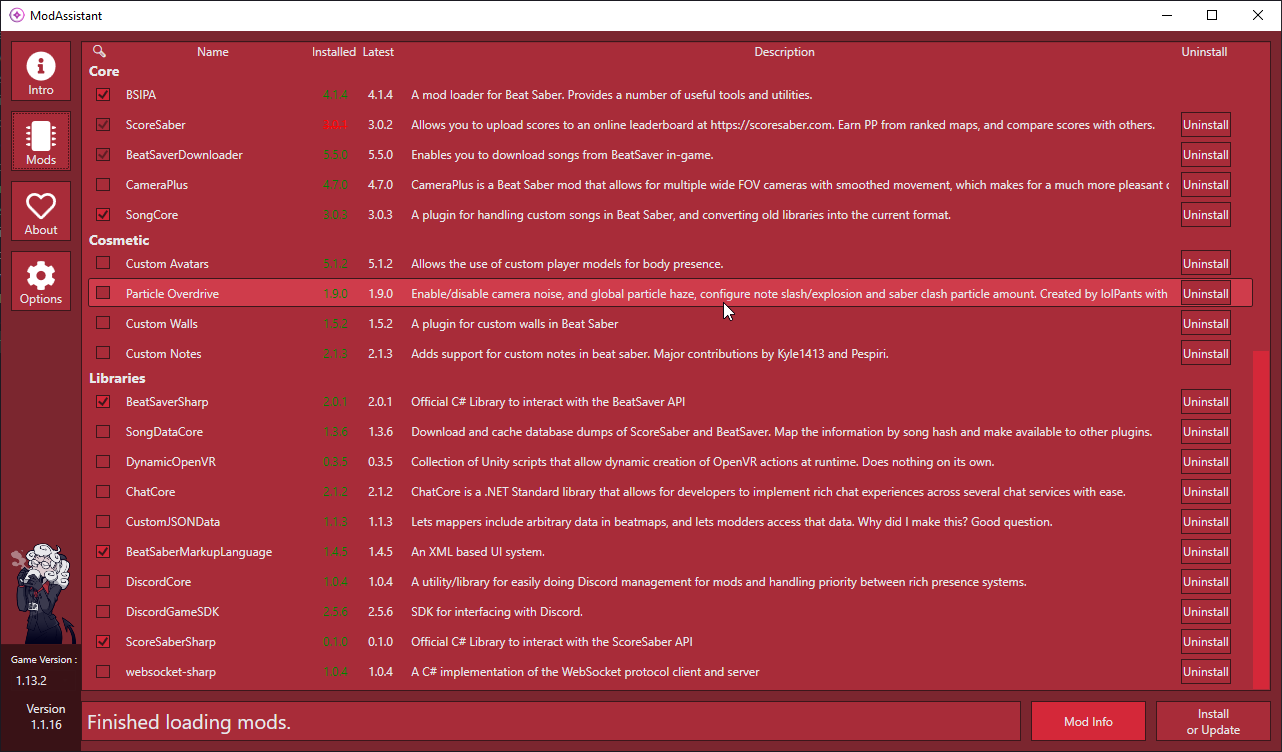 ModAssistant
Name Installed Latest Description Uninstall
Intro
Mods
About
Options
Core
BSIPA 4.1.4 4.1.4 A mod loader for Beat Saber. Provides a number of useful tools and utilities.
ScoreSaber 3.0.1 3.0.2 Allows you to upload scores to an online leaderboard at https://scoresaber.com. Earn PP from ranked maps, and compare scores with others. Uninstall
BeatSaverDownloader 5.5.0 5.5.0 Enables you to download songs from BeatSaver in-game. Uninstall
CameraPlus 4.7.0 4.7.0 CameraPlus is a Beat Saber mod that allows for multiple wide FOV cameras with smoothed movement, which makes for a much more pleasant Uninstall
SongCore 3.0.3 3.0.3 A plugin for handling custom songs in Beat Saber, and converting old libraries into the current format. Uninstall
Cosmetic
Custom Avatars 5.1.2 5.1.2 Allows the use of custom player models for body presence. Uninstall
Particle Overdrive 1.9.0 1.9.0 Enable/disable camera noise, and global particle haze, configure note slash/explosion and saber clash particle amount. Created by lolPants with Uninstall
Custom Walls 1.5.2 1.5.2 A plugin for custom walls in Beat Saber Uninstall
Custom Notes 2.1.3 2.1.3 Adds support for custom notes in beat saber. Major contributions by Kyle1413 and Pespiri. Uninstall
Libraries
BeatSaverSharp 2.0.1 2.0.1 Official C# Library to interact with the BeatSaver API Uninstall
SongDataCore 1.3.6 1.3.6 Download and cache database dumps of ScoreSaber and BeatSaver. Map the information by song hash and make available to other plugins. Uninstall
DynamicOpenVR 0.3.5 0.3.5 Collection of Unity scripts that allow dynamic creation of OpenVR actions at runtime. Does nothing on its own. Uninstall
ChatCore 2.1.2 2.1.2 ChatCore is a .NET Standard library that allows for developers to implement rich chat experiences across several chat services with ease. Uninstall
CustomJSONData 1.1.3 1.1.3 Lets mappers include arbitrary data in beatmaps, and lets modders access that data. Why did I make this? Good question. Uninstall
BeatSaberMarkupLanguage 1.4.5 1.4.5 An XML based UI system. Uninstall
DiscordCore 1.0.4 1.0.4 A utility/library for easily doing Discord management for mods and handling priority between rich presence systems. Uninstall
DiscordGameSDK 2.5.6 2.5.6 SDK for interfacing with Discord. Uninstall
ScoreSaberSharp 0.1.0 0.1.0 Official C# Library to interact with the ScoreSaber API Uninstall
websocket-sharp 1.0.4 1.0.4 A C# implementation of the WebSocket protocol client and server Uninstall
Game Version :
1.13.2
Version
1.1.16
Finished loading mods.
Mod Info
Install
or Update